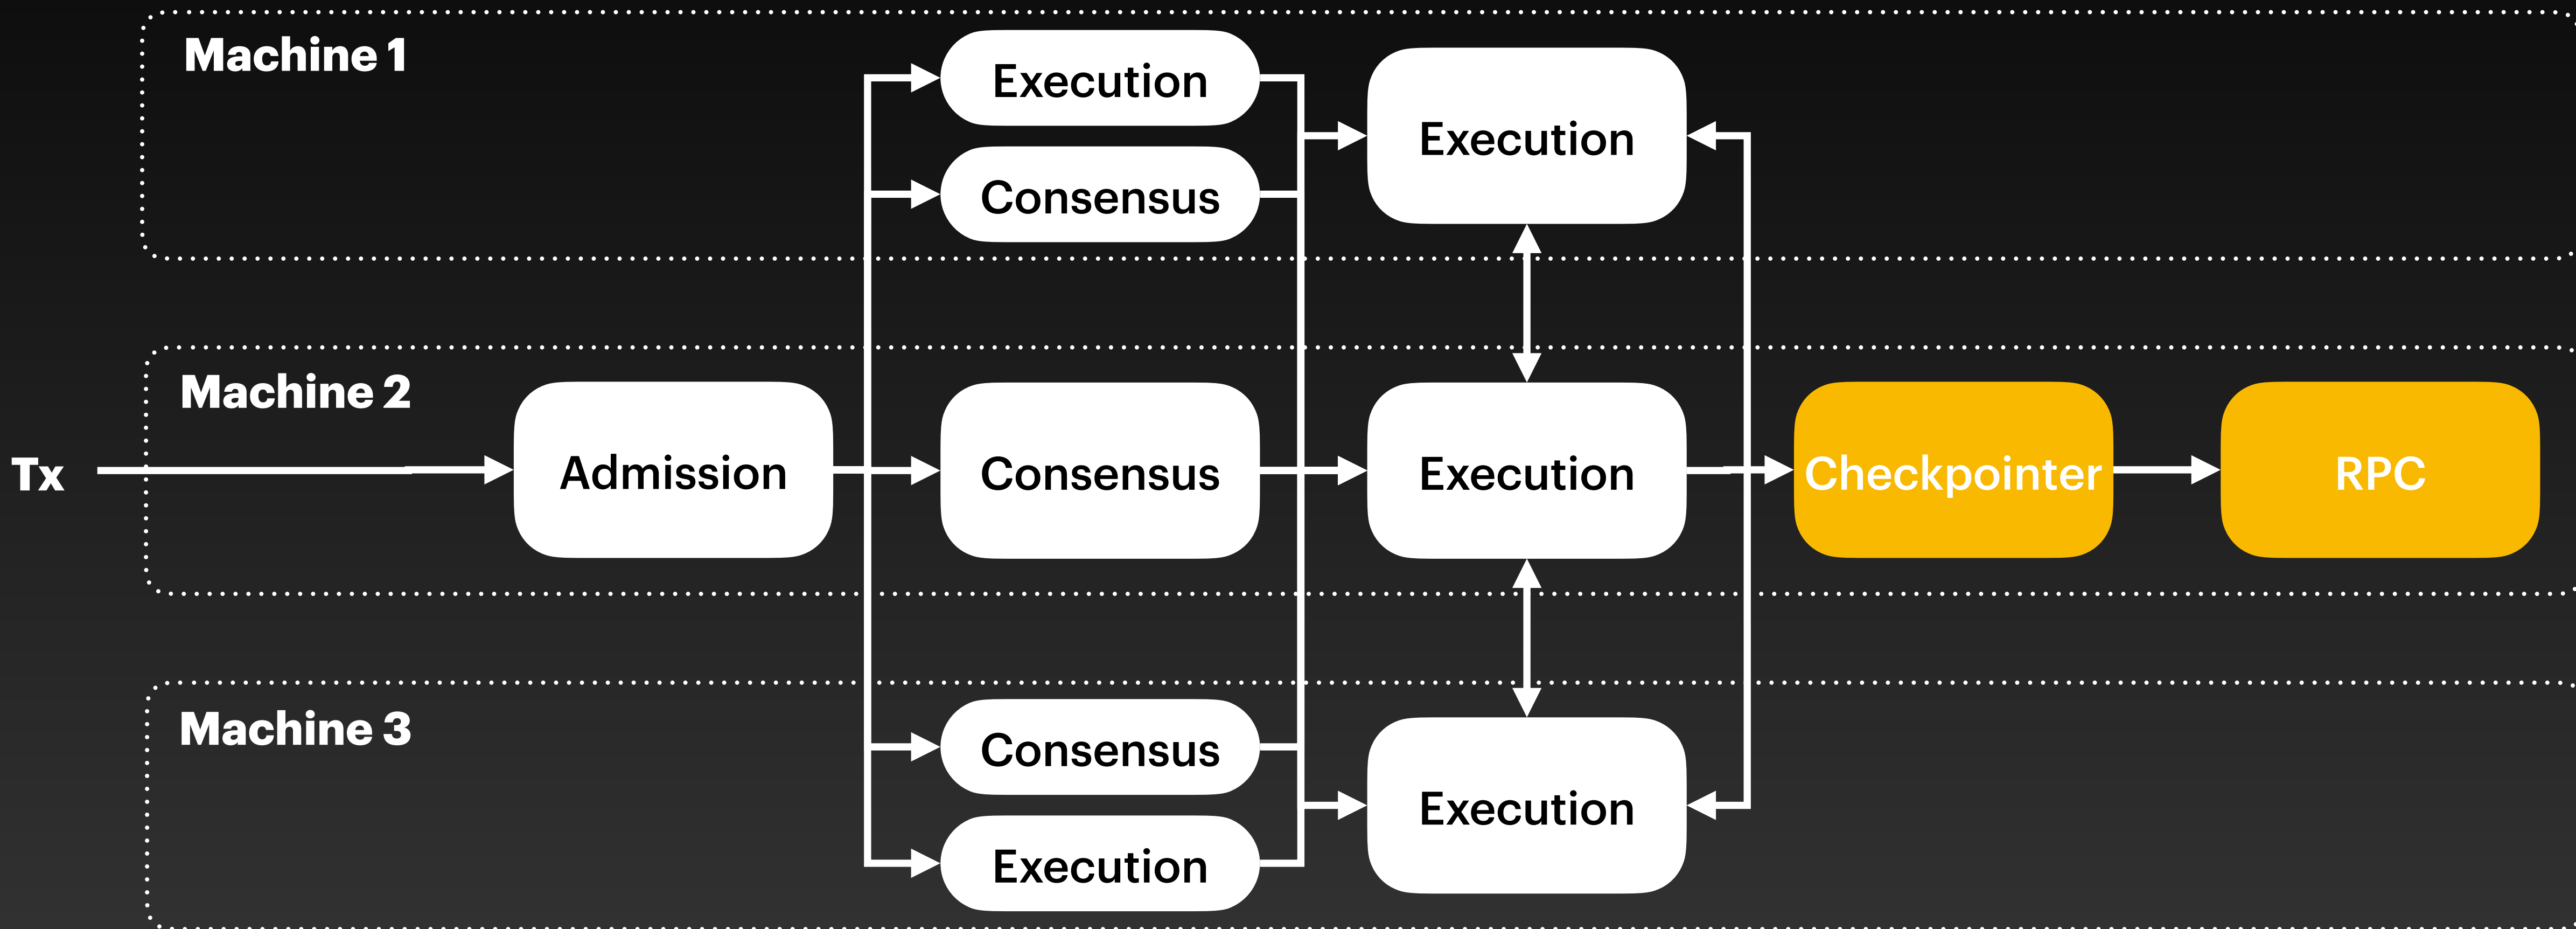 Machine 1
Execution
Consensus
Execution
Machine 2
Tx
Admission
Consensus
Execution
Checkpointer
RPC
Machine 3
Consensus
Execution
Execution